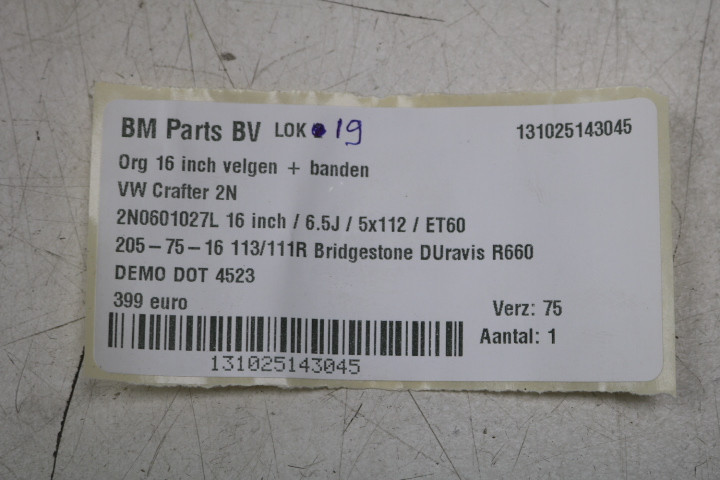 BM Parts BV LOK 19 131025143045
Org 16 inch velgen + banden
VW Crafter 2N
2N0601027L 16 inch / 6.5J / 5x112 / ET60
205-75-16 113/111R Bridgestone DUravis R660
DEMO DOT 4523
399 euro Verz: 75
Aantal: 1
131025143045